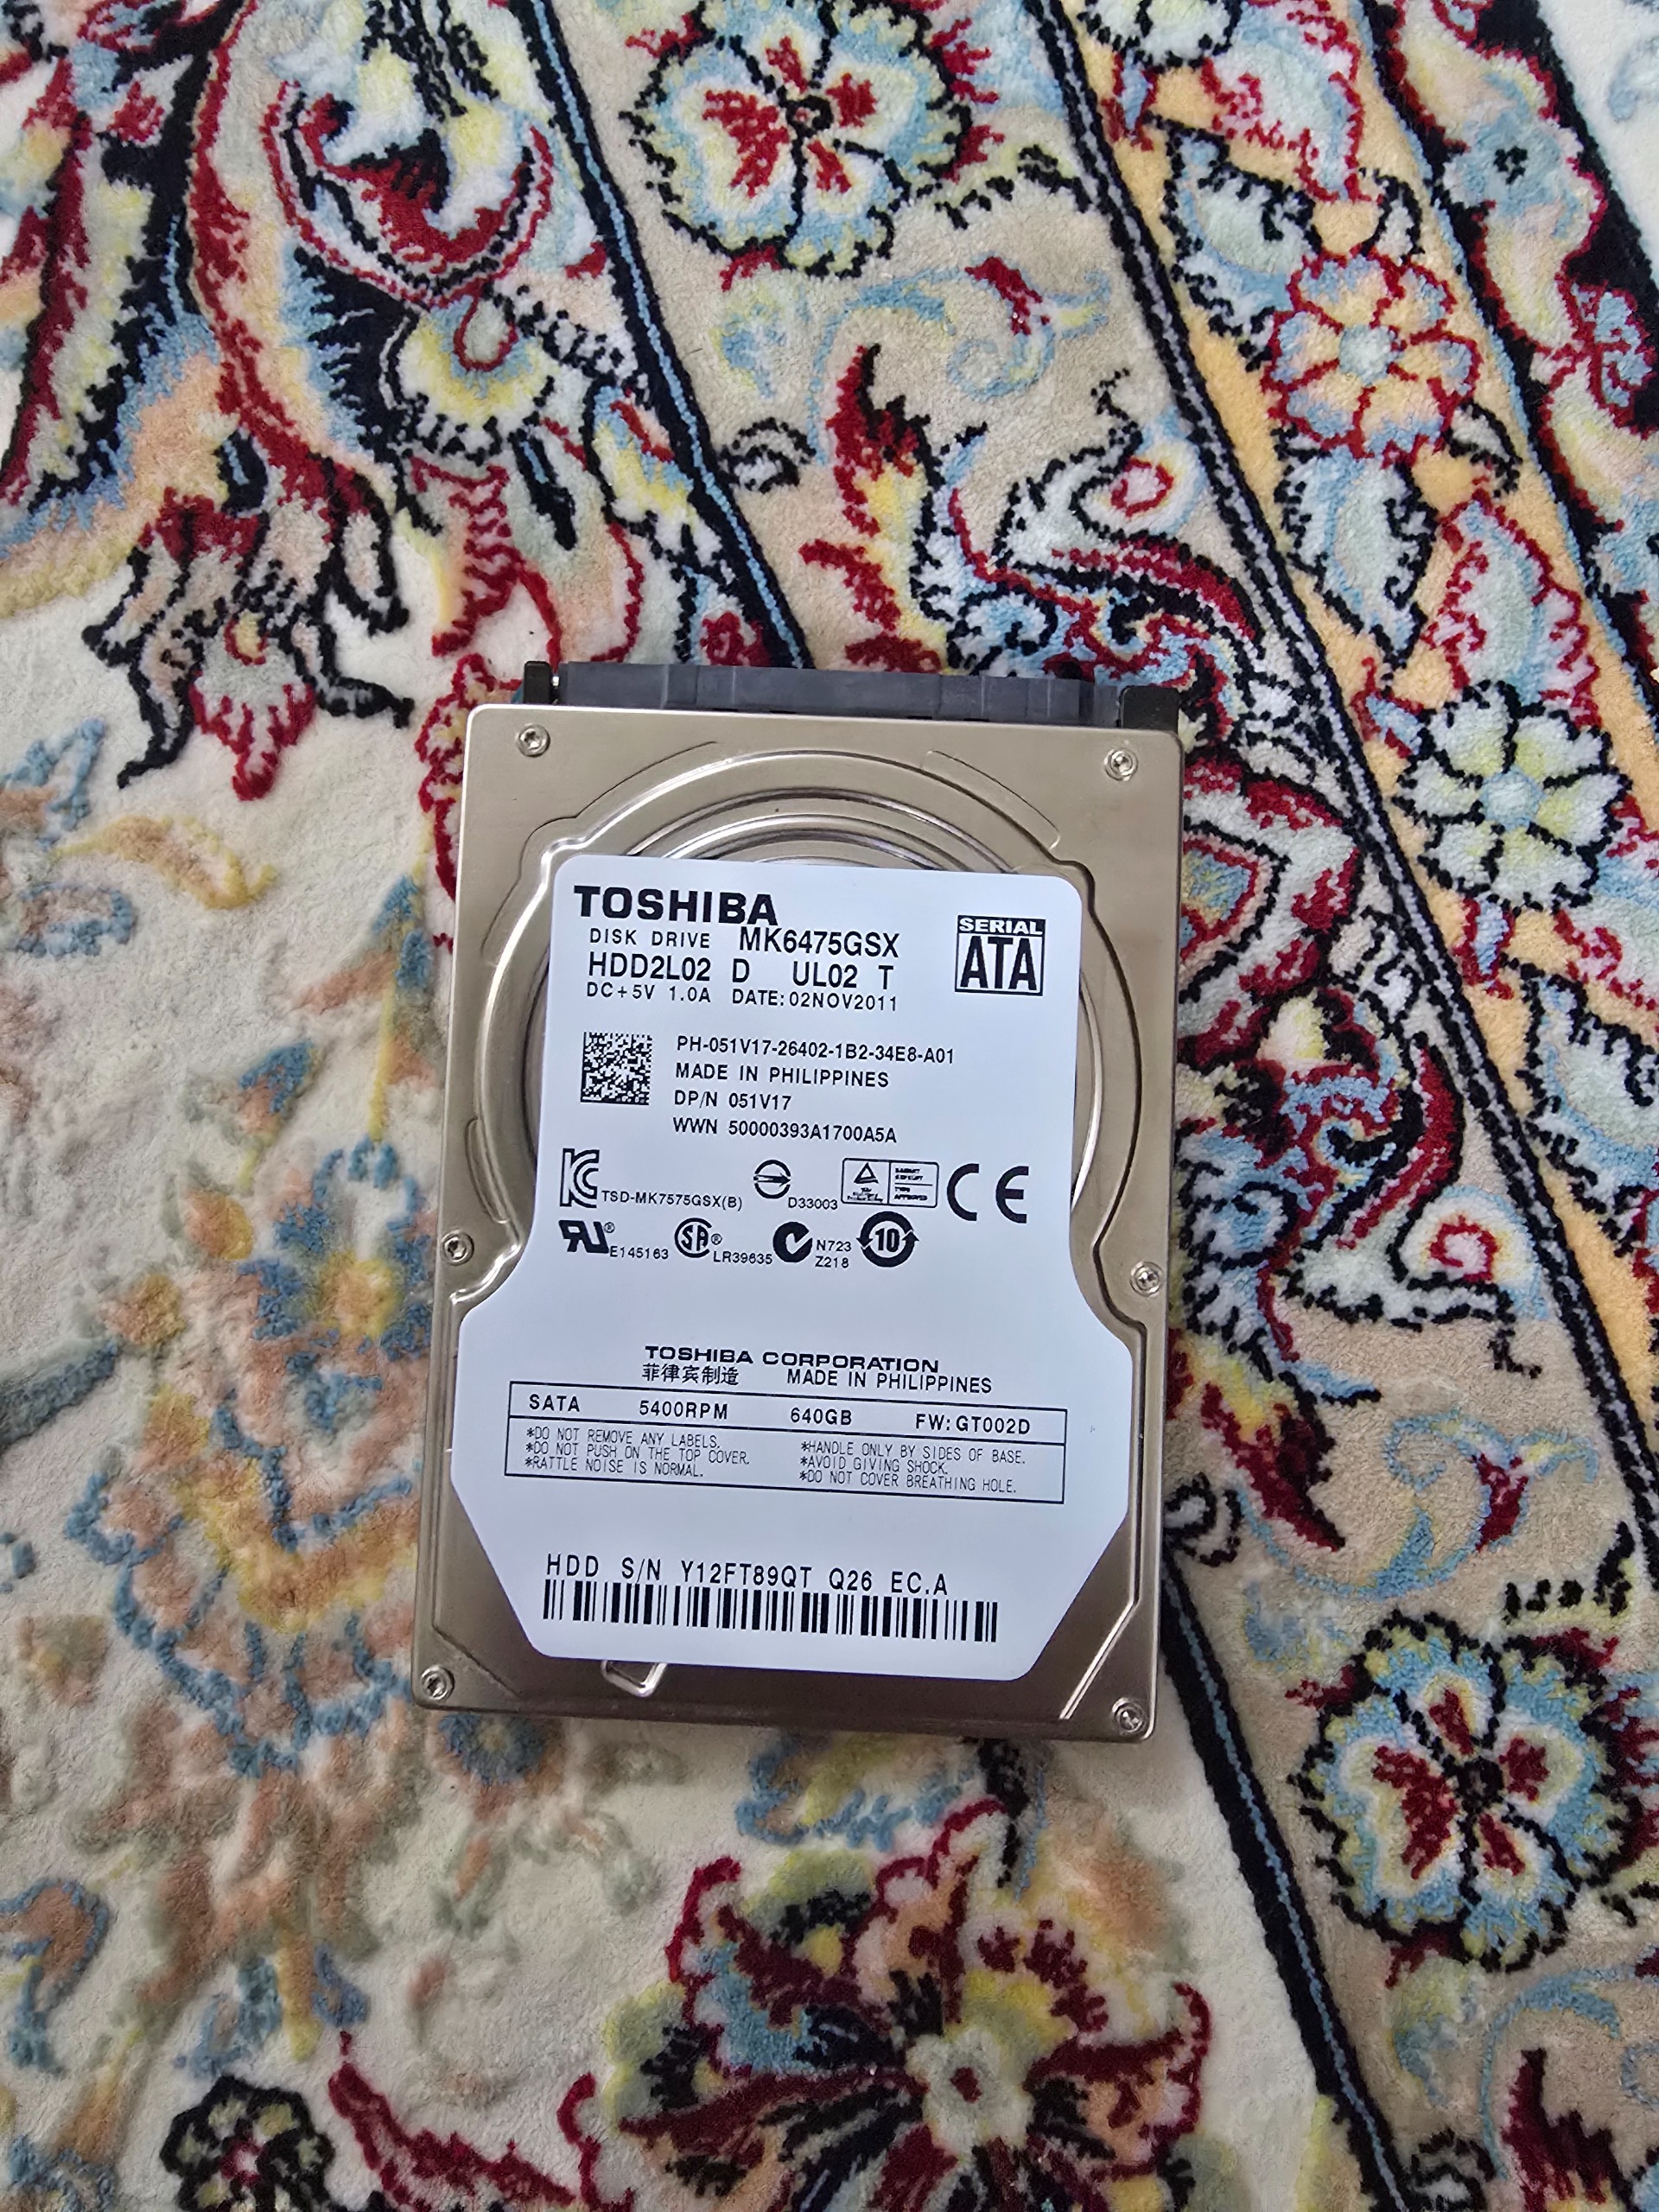 TOSHIBA
DISK DRIVE MK6475GSX
HDD2L02 D UL02 T
DC+5V 1.0A DATE:02NOV2011
SERIAL
ATA
PH-051V17-26402-1B2-34E8-A01
MADE IN PHILIPPINES
DP/N 051V17
WWN 50000393A1700A5A
TSD-MK7575GSX(B)
D33003
CE
E145163
LR39635
N723
Z218
10
TOSHIBA CORPORATION
菲律宾制造 MADE IN PHILIPPINES
SATA 5400RPM 640GB FW:GT002D
*DO NOT REMOVE ANY LABELS.
*DO NOT PUSH ON THE TOP COVER.
*RATTLE NOISE IS NORMAL.
*HANDLE ONLY BY SIDES OF BASE.
*AVOID GIVING SHOCK.
*DO NOT COVER BREATHING HOLE.
HDD S/N Y12FT89QT Q26 EC.A